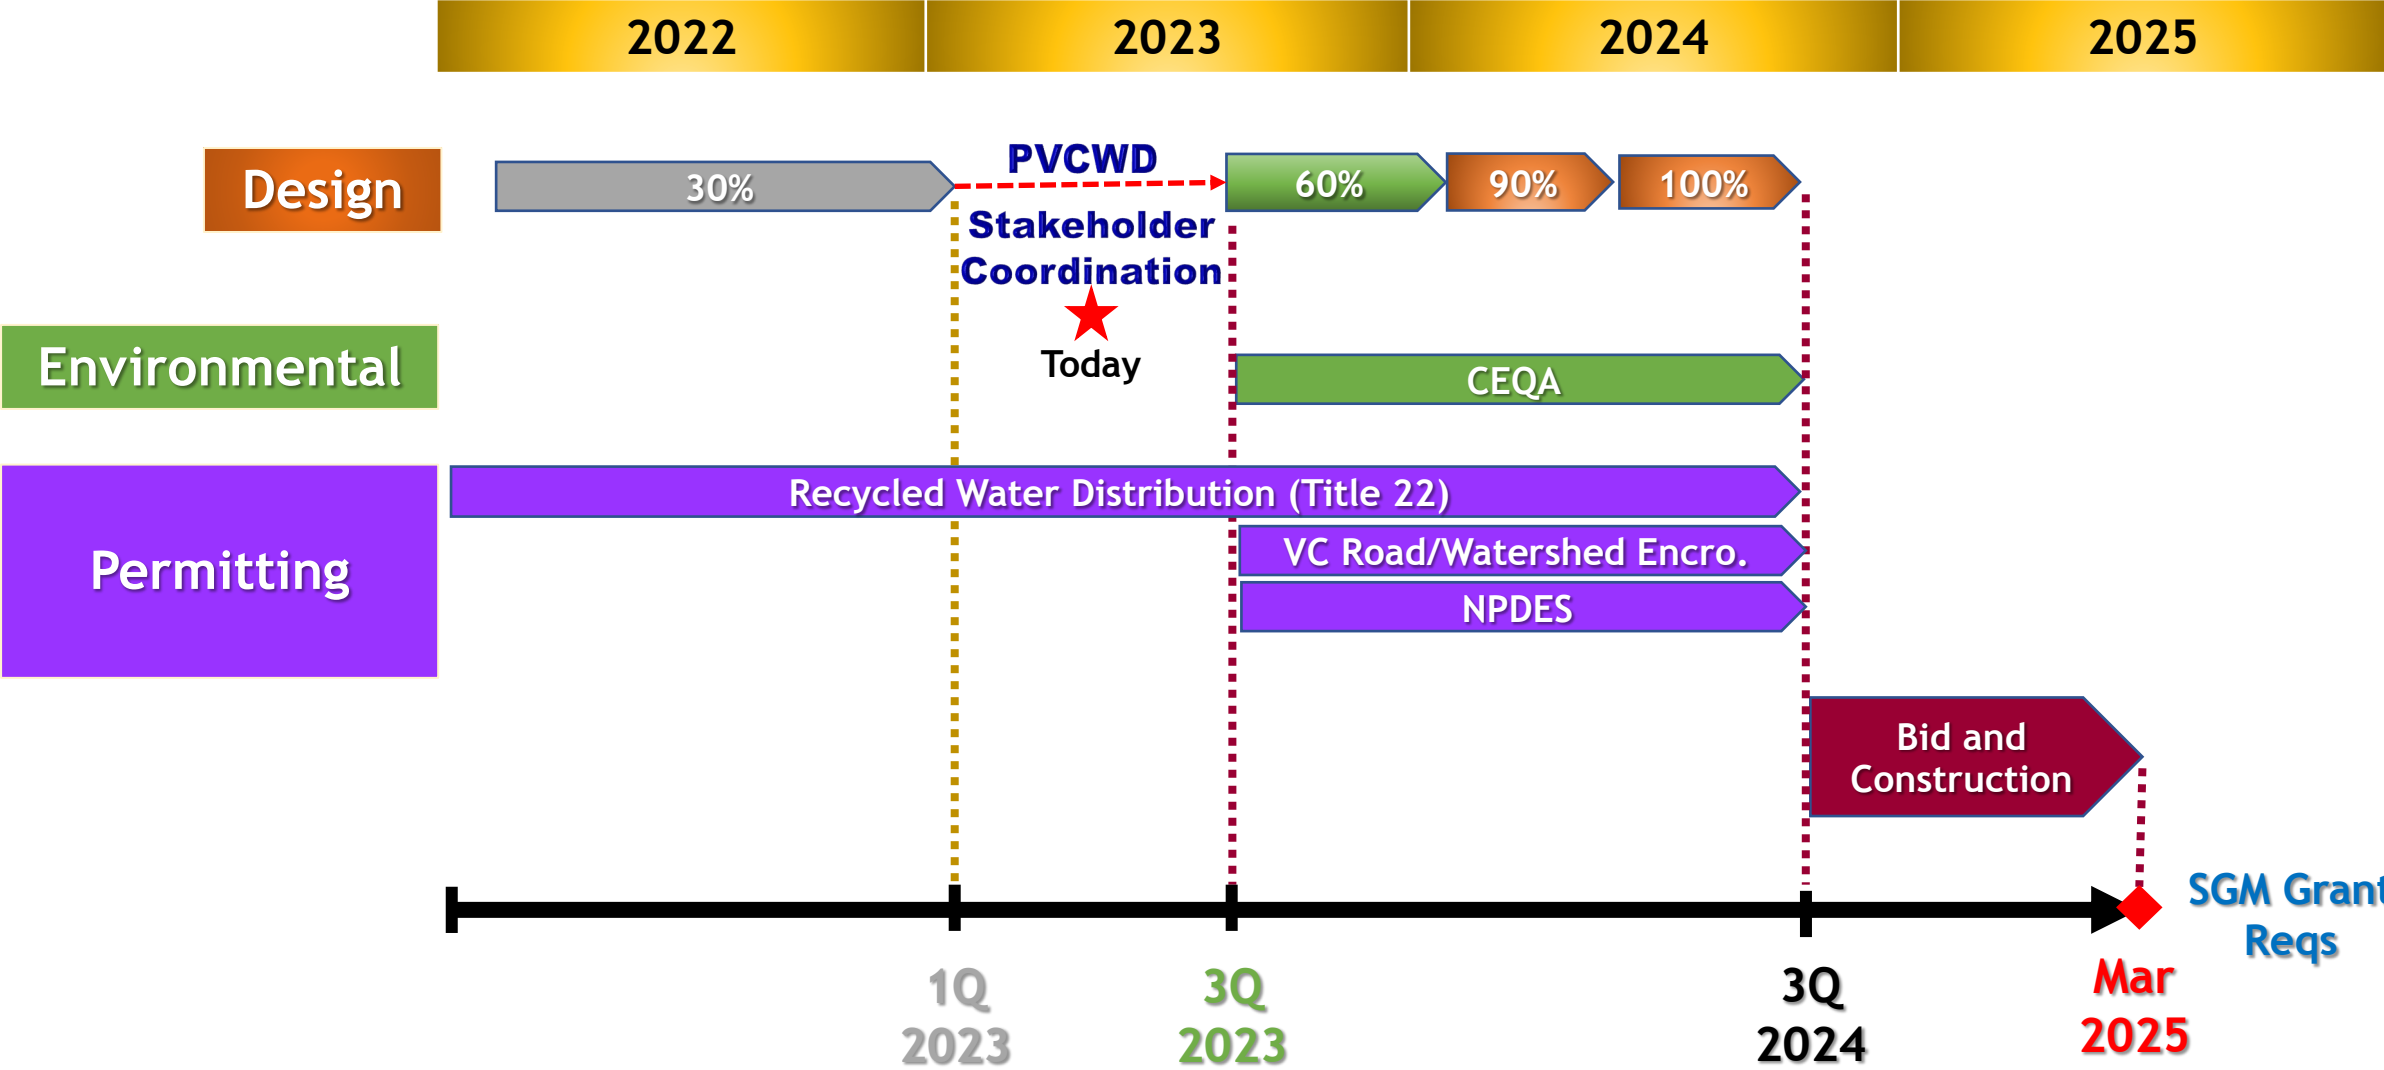 2022 2023 2024 2025
Design
30%
PVCWD
60%
90%
100%
Stakeholder
Coordination
Today
Environmental
CEQA
Permitting
Recycled Water Distribution (Title 22)
VC Road/Watershed Encro.
NPDES
Bid and
Construction
SGM Grant
Reqs
1Q
2023
3Q
2023
3Q
2024
Mar
2025